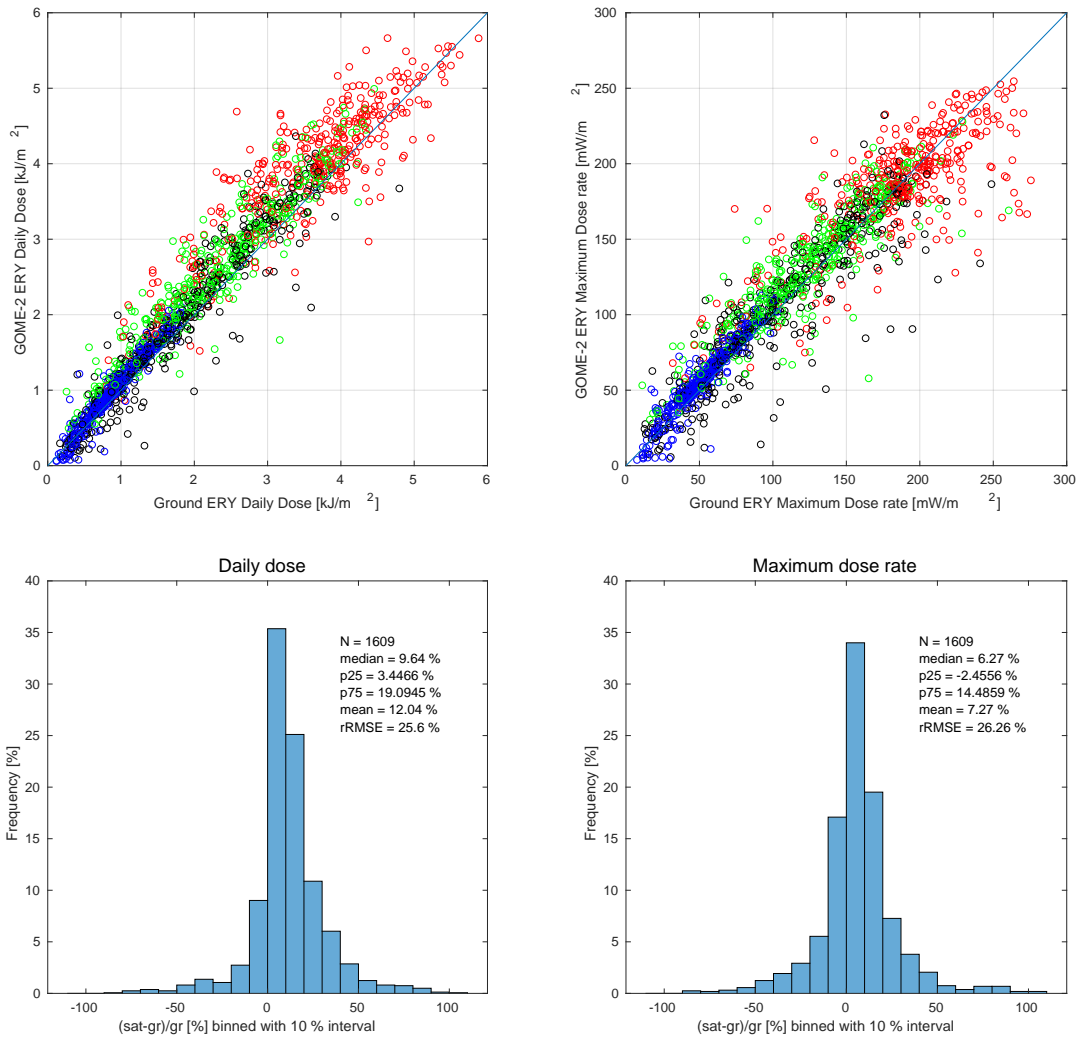 6
5
4
3
2
1
0
0 1 2 3 4 5 6
GOME-2 ERY Daily Dose [kJ/m 2]
Ground ERY Daily Dose [kJ/m 2]
300
250
200
150
100
50
0
0 50 100 150 200 250 300
GOME-2 ERY Maximum Dose rate [mW/m 2]
Ground ERY Maximum Dose rate [mW/m 2]
Daily dose
40
35
30
25
20
15
10
5
0
-100 -50 0 50 100
Frequency [%]
(sat-gr)/gr [%] binned with 10 % interval
N = 1609
median = 9.64 %
p25 = 3.4466 %
p75 = 19.0945 %
mean = 12.04 %
rRMSE = 25.6 %
Maximum dose rate
40
35
30
25
20
15
10
5
0
-100 -50 0 50 100
Frequency [%]
(sat-gr)/gr [%] binned with 10 % interval
N = 1609
median = 6.27 %
p25 = -2.4556 %
p75 = 14.4859 %
mean = 7.27 %
rRMSE = 26.26 %